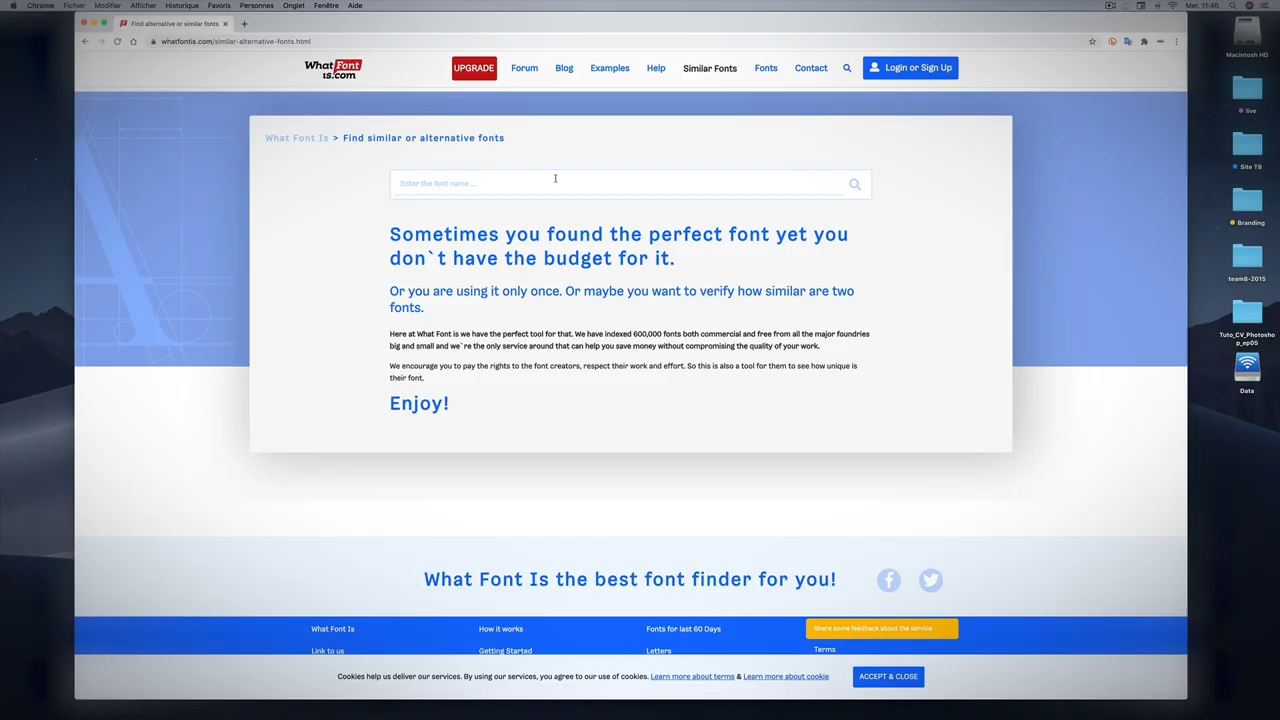 Chrome Fichier Modifier Afficher Historique Favoris Personnes Onglet Fenêtre Aide
Mer. 11:46
Find alternative or similar fonts
whatfontis.com/similar-alternative-fonts.html
What Font is.com
UPGRADE Forum Blog Examples Help Similar Fonts Fonts Contact Login or Sign Up
What Font Is > Find similar or alternative fonts
Enter the font name ...
Sometimes you found the perfect font yet you
don`t have the budget for it.
Or you are using it only once. Or maybe you want to verify how similar are two
fonts.
Here at What Font is we have the perfect tool for that. We have indexed 600,000 fonts both commercial and free from all the major foundries
big and small and we`re the only service around that can help you save money without compromising the quality of your work.
We encourage you to pay the rights to the font creators, respect their work and effort. So this is also a tool for them to see how unique is
their font.
Enjoy!
What Font Is the best font finder for you!
What Font Is How it works Fonts for last 60 Days Share some feedback about the service
Link to us Getting Started Letters Terms
Cookies help us deliver our services. By using our services, you agree to our use of cookies. Learn more about terms & Learn more about cookie ACCEPT & CLOSE
Macintosh HD
live
Site T8
Branding
team8-2015
Tuto_CV_Photosho
p_ep05
Data